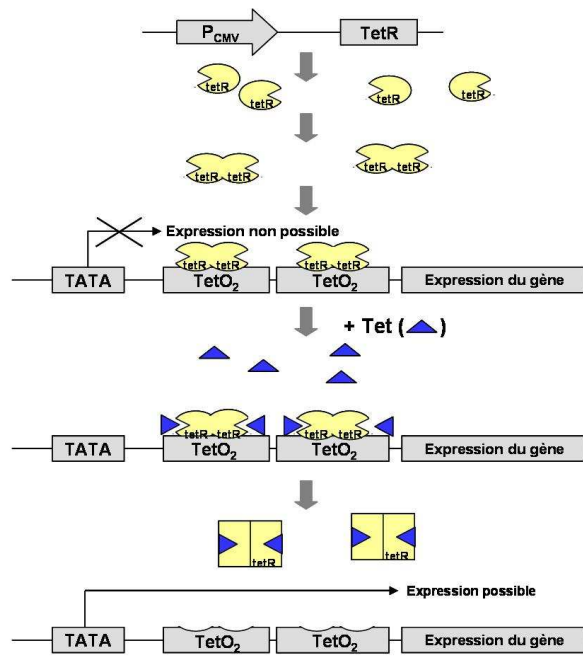 PCMV TetR
tetR tetR tetR tetR
tetR tetR tetR tetR
Expression non possible
tetR tetR tetR tetR
TATA TetO2 TetO2 Expression du gène
+ Tet ( )
tetR tetR tetR tetR
TATA TetO2 TetO2 Expression du gène
tetR tetR
Expression possible
TATA TetO2 TetO2 Expression du gène